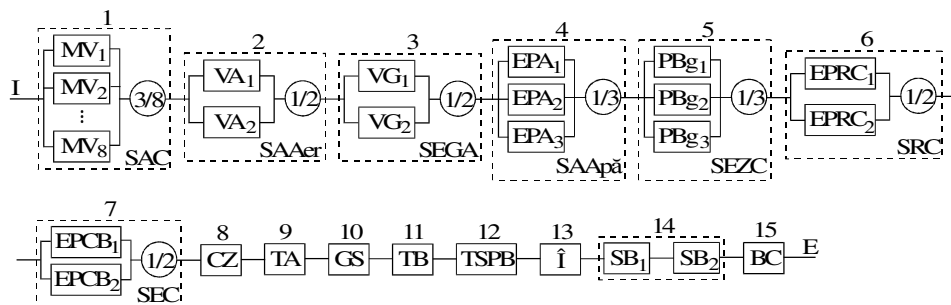 1 2 3 4 5 6
I MV1 MV2 ... MV8 3/8 SAC
VA1 VA2 1/2 SAAer
VG1 VG2 1/2 SEGA
EPA1 EPA2 EPA3 1/3 SAApă
PBg1 PBg2 PBg3 1/3 SEZC
EPRC1 EPRC2 1/2 SRC
7 8 9 10 11 12 13 14 15
EPCB1 EPCB2 1/2 SEC
CZ TA GS TB TSPB Î SB1 SB2 BC E